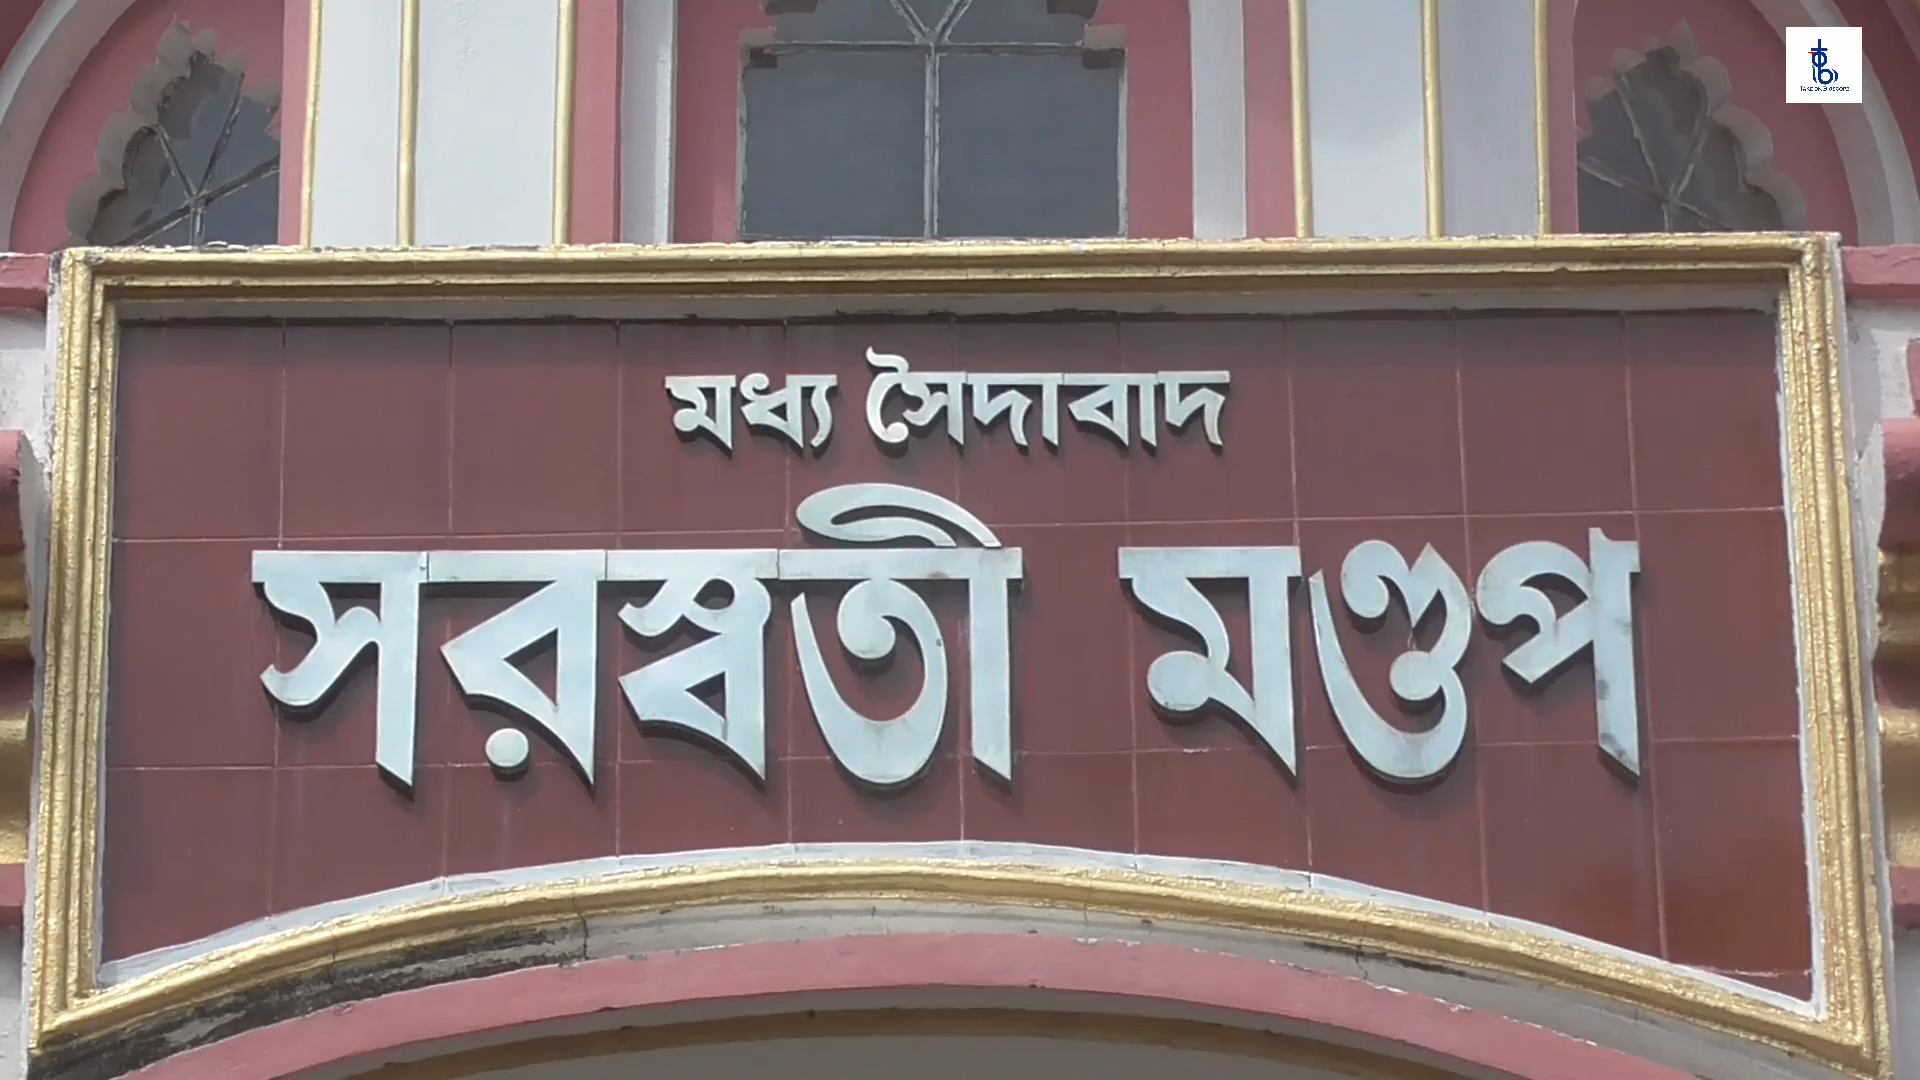 মধ্য সৈদাবাদ
সরস্বতী মণ্ডপ